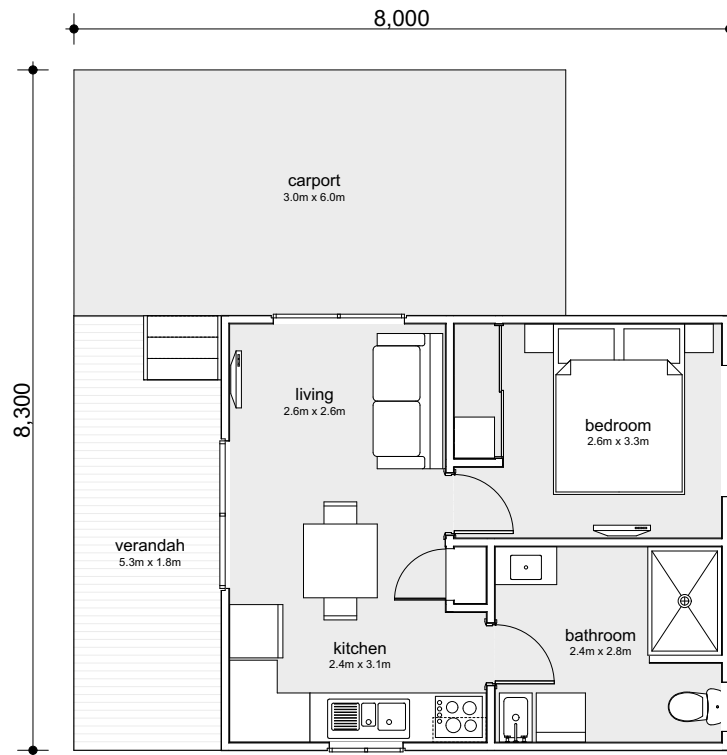 8,000
8,300
carport
3.0m x 6.0m
living
2.6m x 2.6m
bedroom
2.6m x 3.3m
verandah
5.3m x 1.8m
kitchen
2.4m x 3.1m
bathroom
2.4m x 2.8m